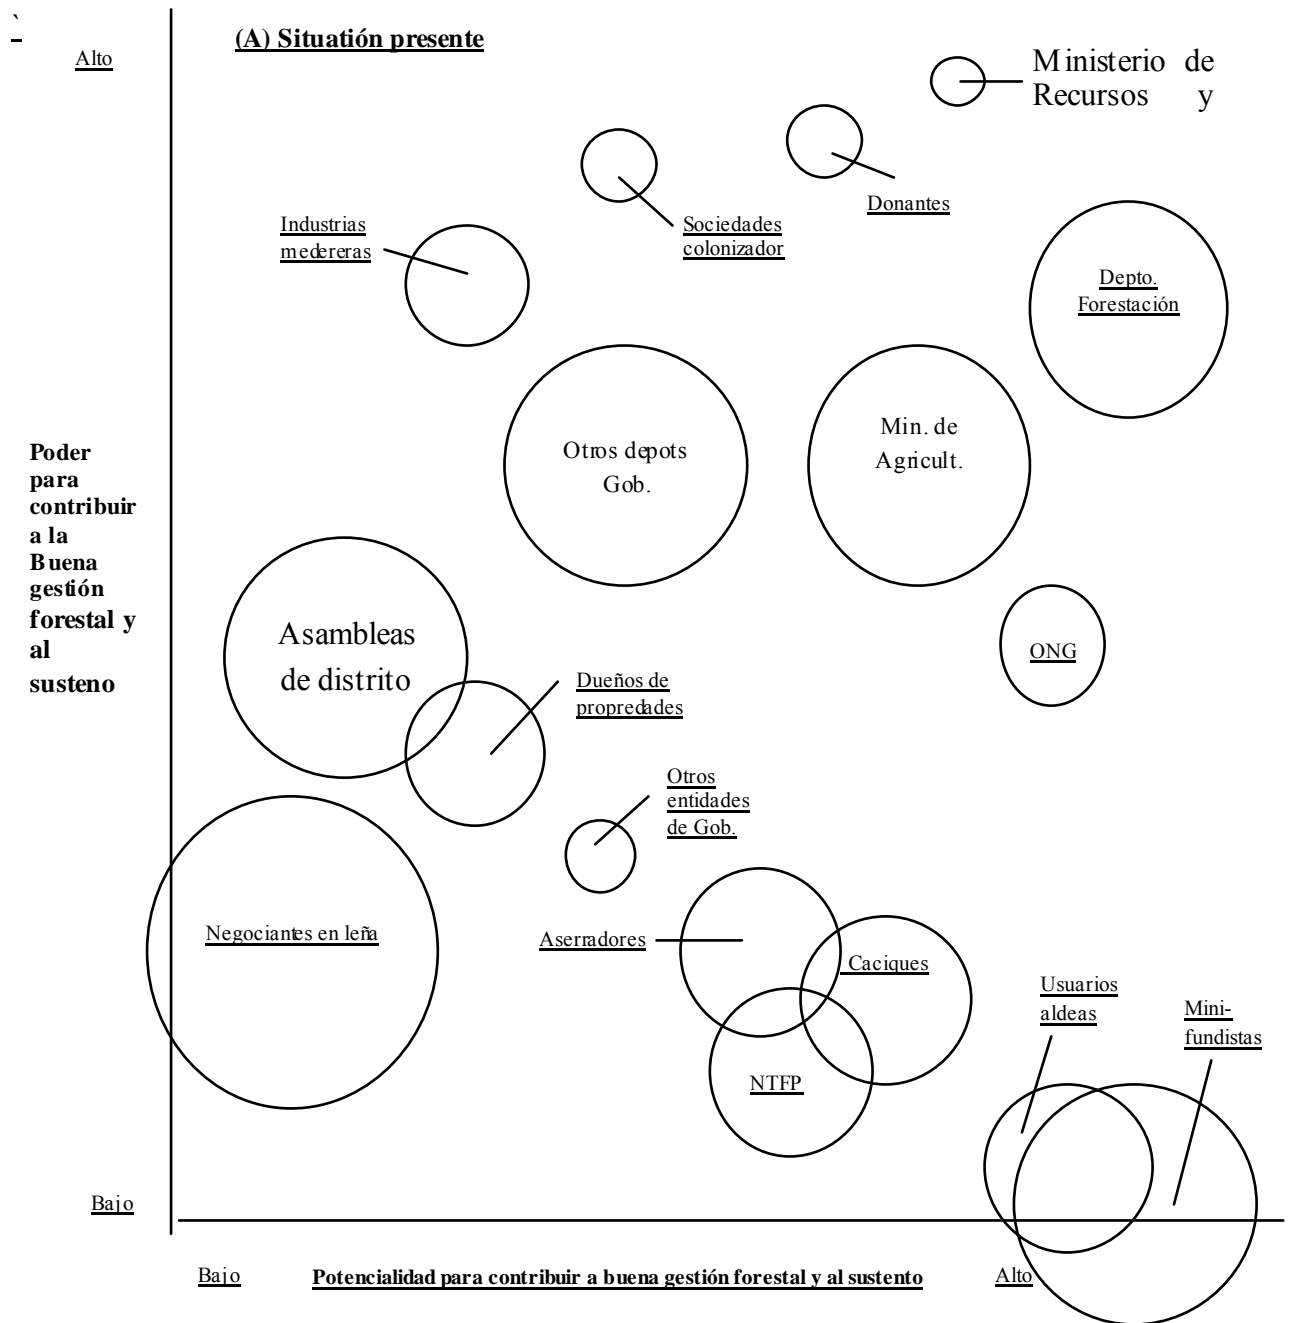 `
Alto
(A) Situatión presente
Ministerio de
Recursos y
Donantes
Sociedades
colonizador
Industrias
medereras
Depto.
Forestación
Otros depots
Gob.
Min. de
Agricult.
Poder
para
contribuir
a la
Buena
gestión
forestal y
al
susteno
Asambleas
de distrito
ONG
Dueños de
propredades
Otros
entidades
de Gob.
Negociantes en leña
Aserradores
Caciques
Usuarios
aldeas
Mini-
fundistas
NTFP
Bajo
Bajo
Potencialidad para contribuir a buena gestión forestal y al sustento
Alto